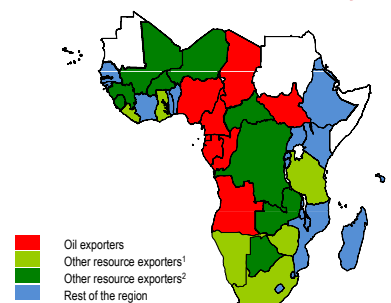 Oil exporters
Other resource exporters¹
Other resource exporters²
Rest of the region